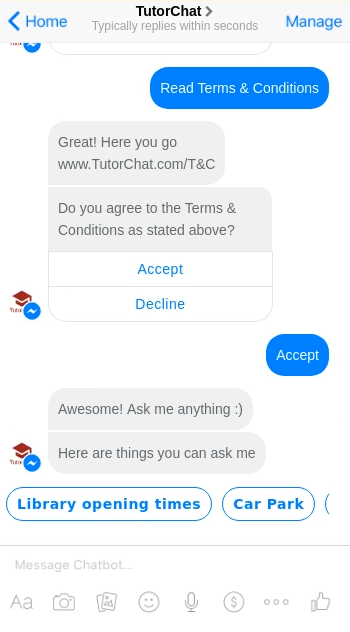 Home
TutorChat
Typically replies within seconds
Manage
Read Terms & Conditions
Great! Here you go
www.TutorChat.com/T&C
Do you agree to the Terms &
Conditions as stated above?
Accept
Decline
Accept
Awesome! Ask me anything :)
Here are things you can ask me
Library opening times
Car Park
Message Chatbot...
Aa